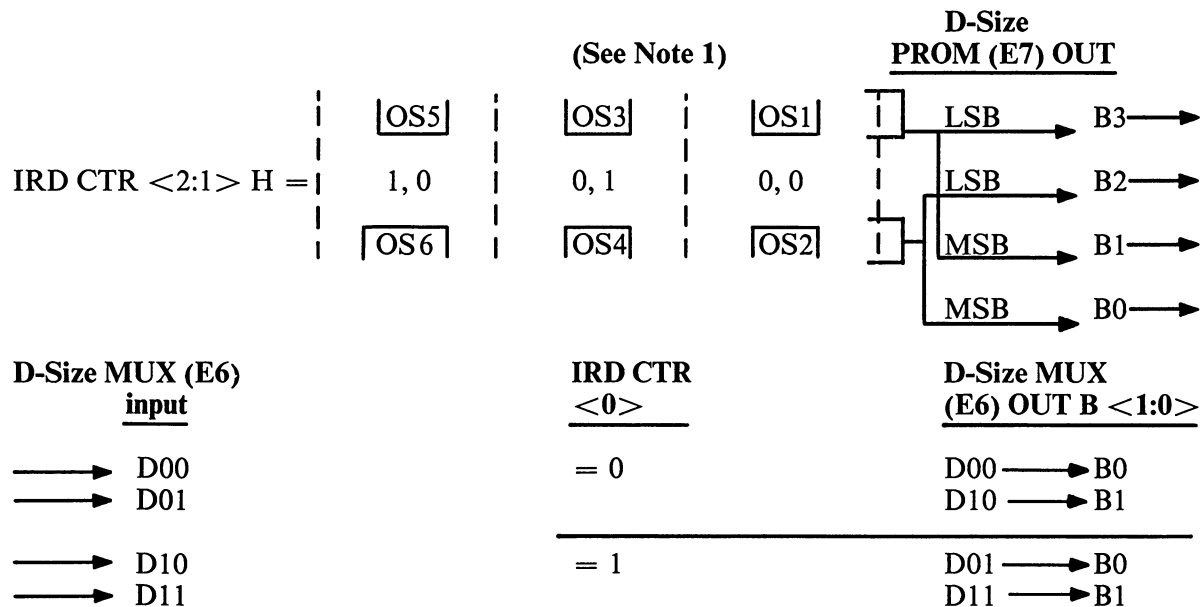 D-Size
(See Note 1) PROM (E7) OUT
OS5 OS3 OS1 LSB B3
IRD CTR <2:1> H = 1, 0 0, 1 0, 0 LSB B2
OS6 OS4 OS2 MSB B1
MSB B0
D-Size MUX (E6) IRD CTR D-Size MUX
input <0> (E6) OUT B <1:0>
D00 = 0 D00 B0
D01 D10 B1
D10 = 1 D01 B0
D11 D11 B1